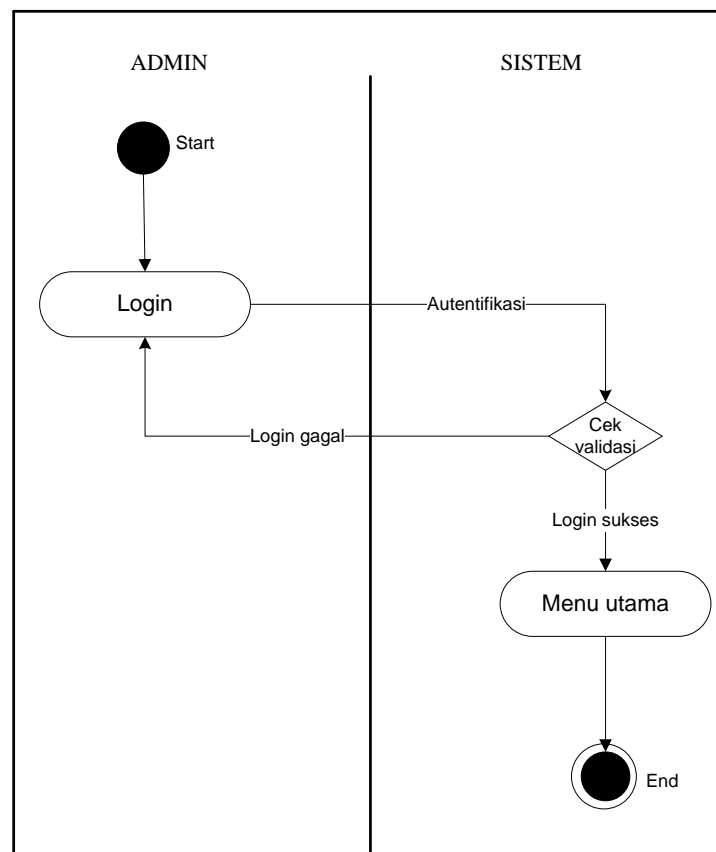 ADMIN
SISTEM
Start
Login
Autentifikasi
Login gagal
Cek
validasi
Login sukses
Menu utama
End